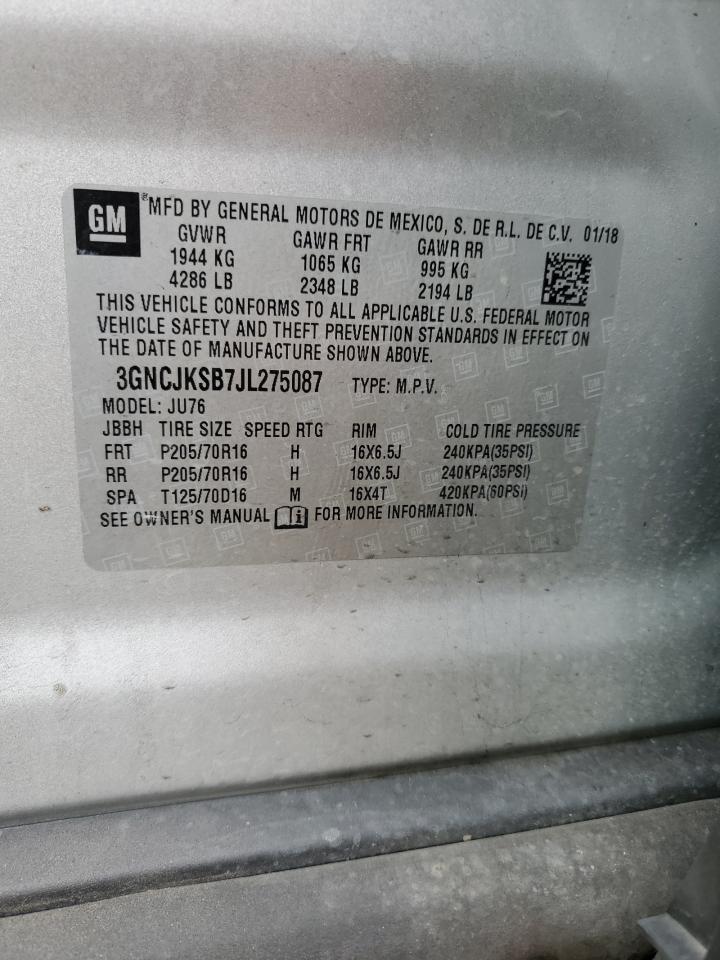 GM ® MFD BY GENERAL MOTORS DE MEXICO, S. DE R.L. DE C.V. 01/18
GVWR GAWR FRT GAWR RR
1944 KG 1065 KG 995 KG
4286 LB 2348 LB 2194 LB
THIS VEHICLE CONFORMS TO ALL APPLICABLE U.S. FEDERAL MOTOR
VEHICLE SAFETY AND THEFT PREVENTION STANDARDS IN EFFECT ON
THE DATE OF MANUFACTURE SHOWN ABOVE.
3GNCJKSB7JL275087 TYPE: M.P.V.
MODEL: JU76
JBBH TIRE SIZE SPEED RTG RIM COLD TIRE PRESSURE
FRT P205/70R16 H 16X6.5J 240KPA(35PSI)
RR P205/70R16 H 16X6.5J 240KPA(35PSI)
SPA T125/70D16 M 16X4T 420KPA(60PSI)
SEE OWNER'S MANUAL i FOR MORE INFORMATION.